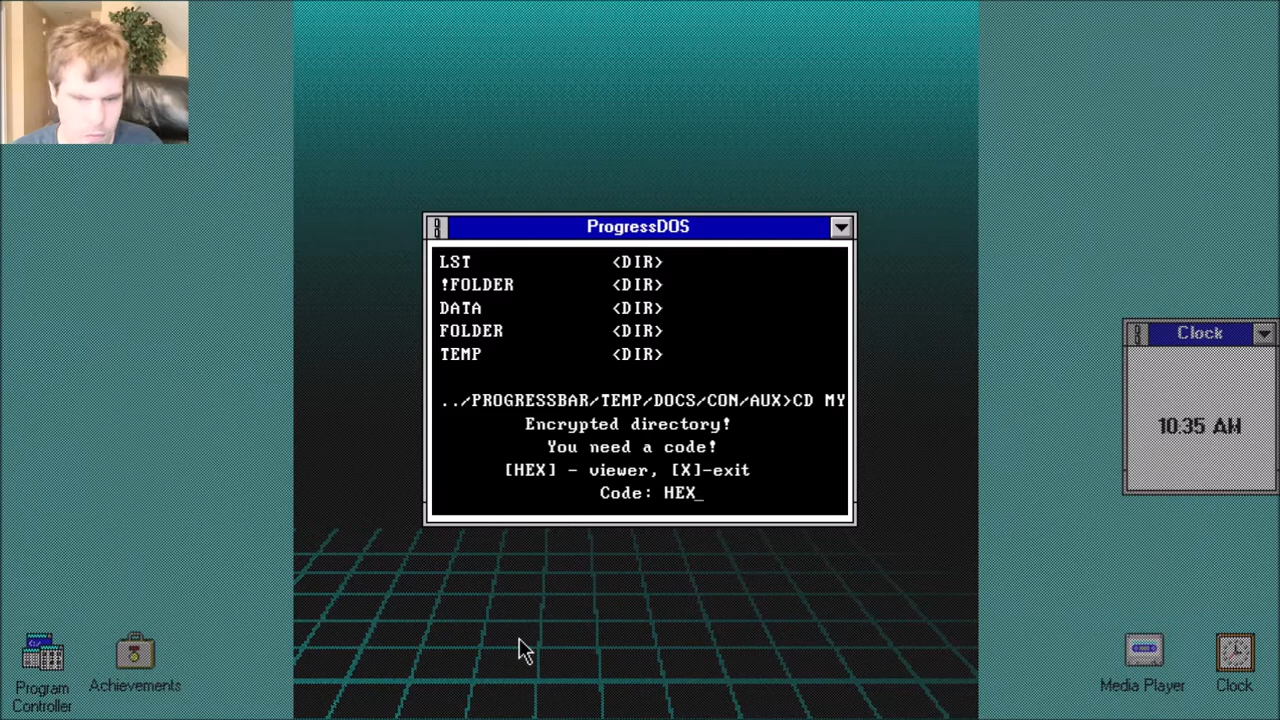 ProgressDOS
LST <DIR>
!FOLDER <DIR>
DATA <DIR>
FOLDER <DIR>
TEMP <DIR>
../PROGRESSBAR/TEMP/DOCS/CON/AUX>CD MY
Encrypted directory!
You need a code!
[HEX] - viewer, [X]-exit
Code: HEX_
Clock
10.35 AM
Program
Controller
Achievements
Media Player
Clock